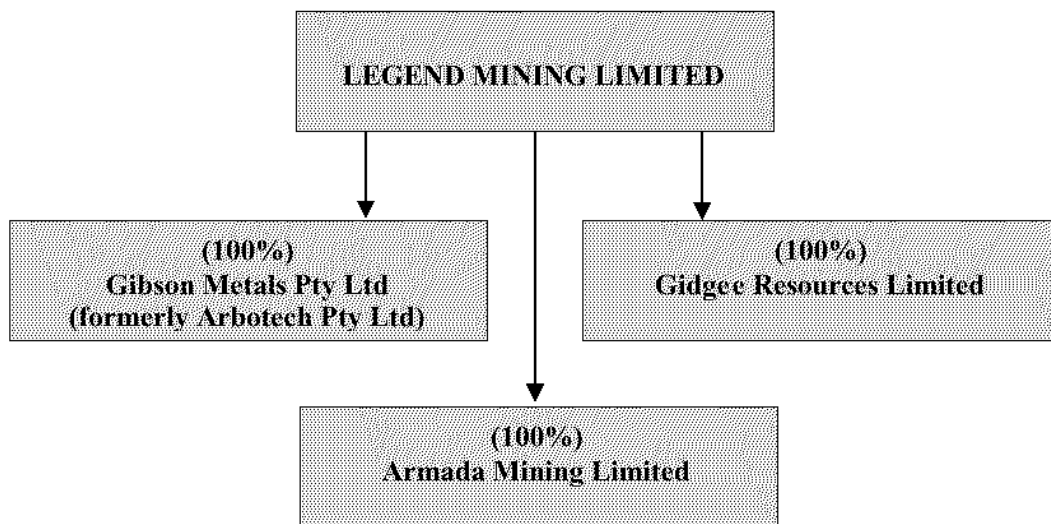 LEGEND MINING LIMITED
(100%)
Gibson Metals Pty Ltd
(formerly Arbotech Pty Ltd)
(100%)
Gidgee Resources Limited
(100%)
Armada Mining Limited